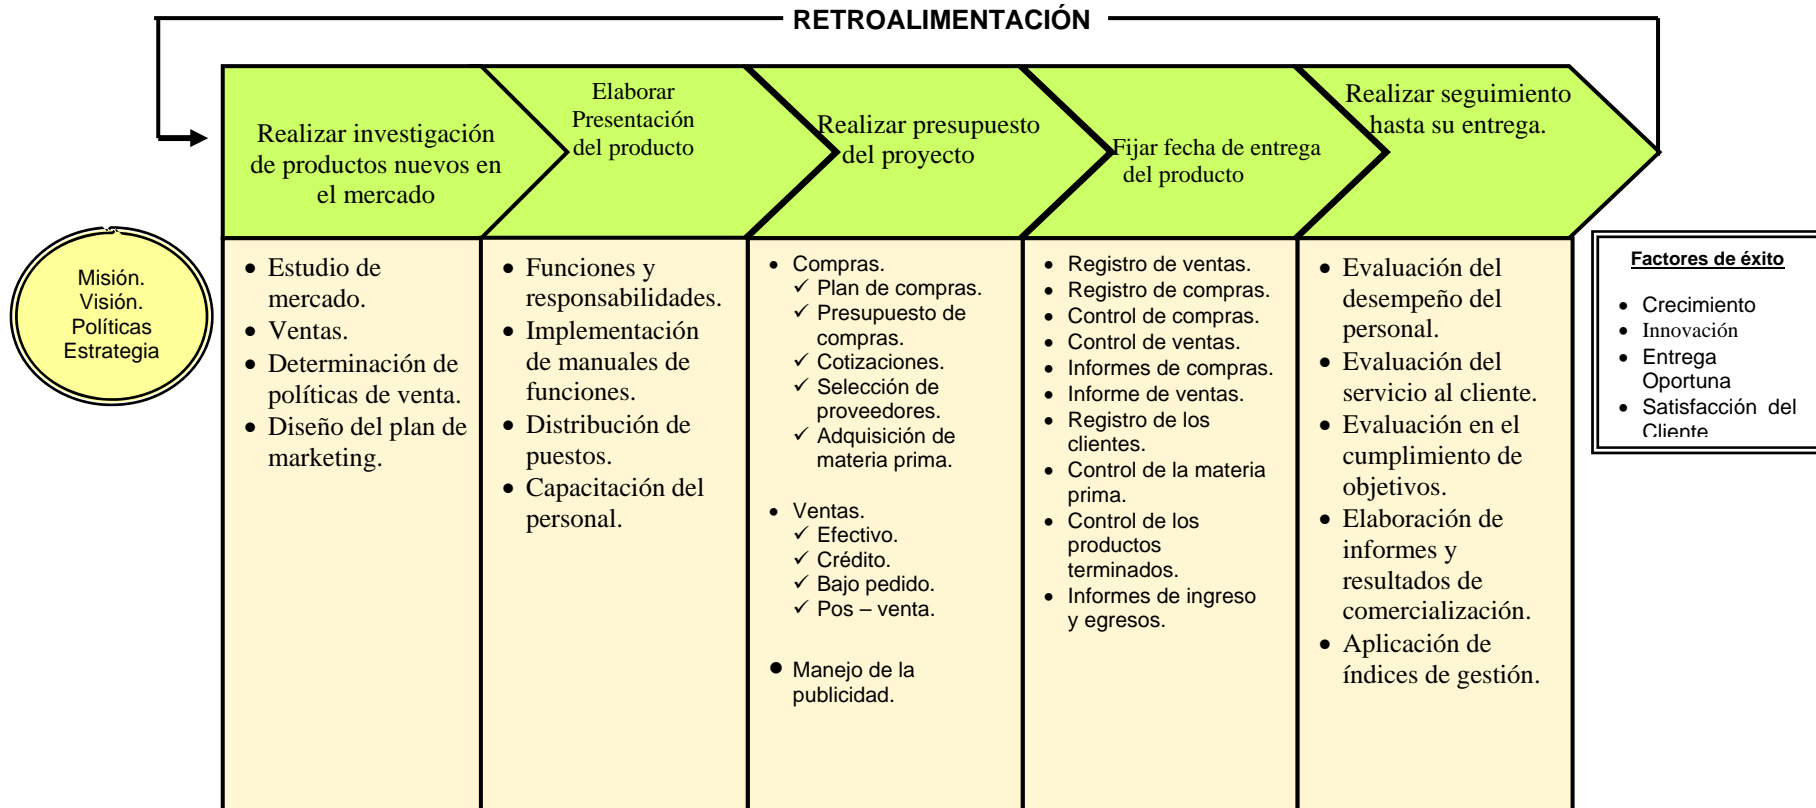 RETROALIMENTACIÓN
Realizar investigación
de productos nuevos en
el mercado
Elaborar
Presentación
del producto
Realizar presupuesto
del proyecto
Fijar fecha de entrega
del producto
Realizar seguimiento
hasta su entrega.
Misión.
Visión.
Políticas
Estrategia
• Estudio de
mercado.
• Ventas.
• Determinación de
políticas de venta.
• Diseño del plan de
marketing.
• Funciones y
responsabilidades.
• Implementación
de manuales de
funciones.
• Distribución de
puestos.
• Capacitación del
personal.
• Compras.
✓ Plan de compras.
✓ Presupuesto de
compras.
✓ Cotizaciones.
✓ Selección de
proveedores.
✓ Adquisición de
materia prima.
• Ventas.
✓ Efectivo.
✓ Crédito.
✓ Bajo pedido.
✓ Pos – venta.
• Manejo de la
publicidad.
• Registro de ventas.
• Registro de compras.
• Control de compras.
• Control de ventas.
• Informes de compras.
• Informe de ventas.
• Registro de los
clientes.
• Control de la materia
prima.
• Control de los
productos
terminados.
• Informes de ingreso
y egresos.
• Evaluación del
desempeño del
personal.
• Evaluación del
servicio al cliente.
• Evaluación en el
cumplimiento de
objetivos.
• Elaboración de
informes y
resultados de
comercialización.
• Aplicación de
índices de gestión.
Factores de éxito
• Crecimiento
• Innovación
• Entrega
Oportuna
• Satisfacción del
Cliente